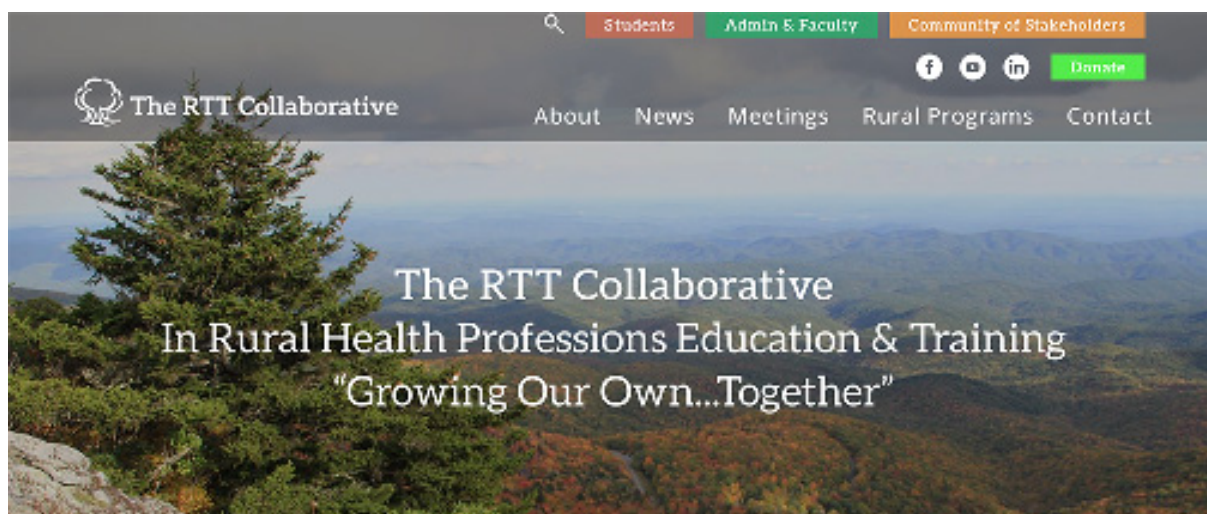 Students Admin & Faculty Community of Stakeholders
Donate
The RTT Collaborative
About News Meetings Rural Programs Contact
The RTT Collaborative
In Rural Health Professions Education & Training
“Growing Our Own...Together”